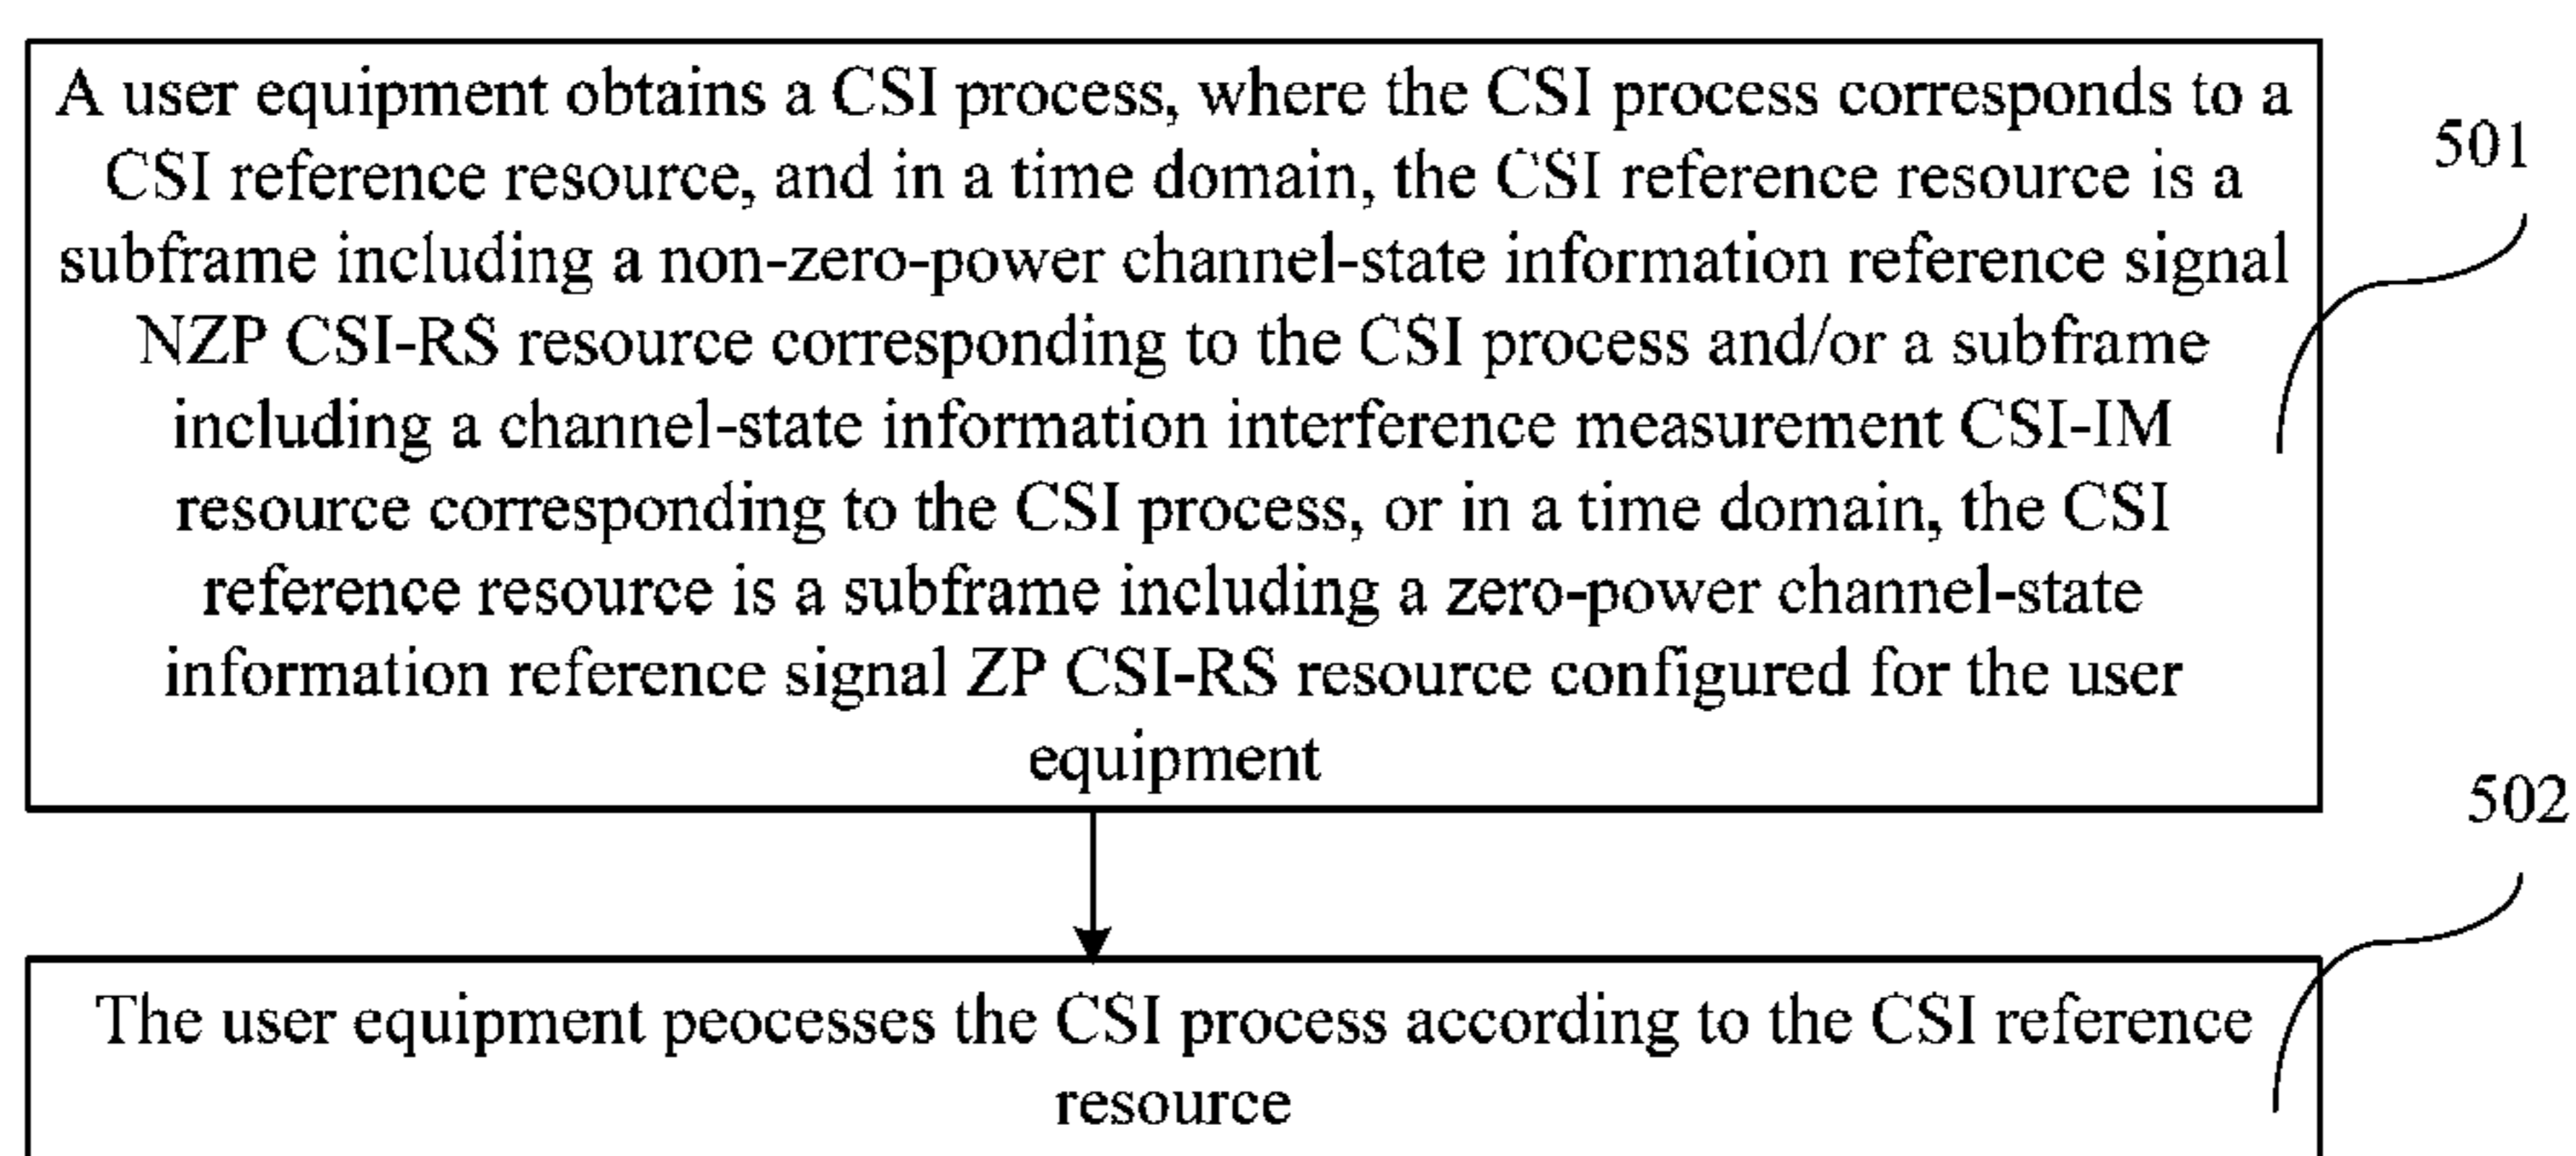 A user equipment obtains a CSI process, where the CSI process corresponds to a
CSI reference resource, and in a time domain, the CSI reference resource is a
501
subframe including a non-zero-power channel-state information reference signal
NZP CSI-RS resource corresponding to the CSI process and/or a subframe
including a channel-state information interference measurement CSI-IM
resource corresponding to the CSI process, or in a time domain, the CSI
reference resource is a subframe including a zero-power channel-state
information reference signal ZP CSI-RS resource configured for the user
equipment
502
The user equipment peocesses the CSI process according to the CSI reference
resource